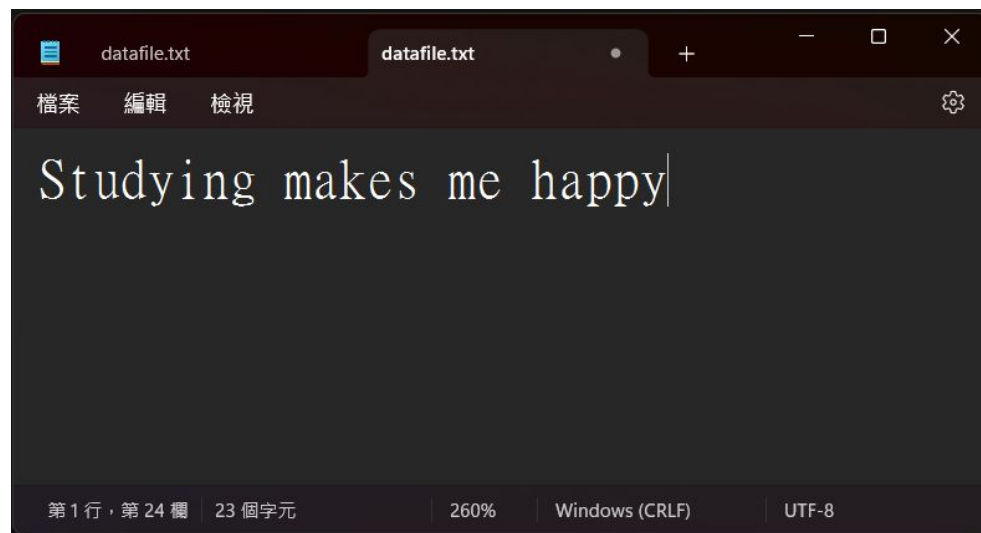 datafile.txt datafile.txt
檔案 編輯 檢視
Studying makes me happy
第 1 行，第 24 欄 23 個字元 260% Windows (CRLF) UTF-8